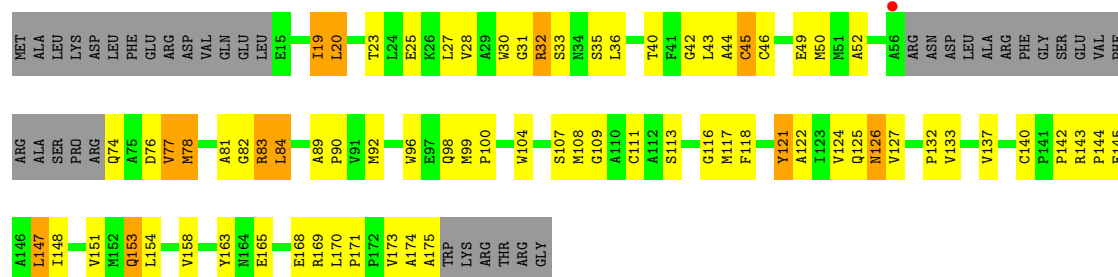 MET ALA LEU LYS ASP LEU PHE GLU ARG ASP VAL GLN GLU LEU E15 I19 L20 T23 L24 E25 K26 L27 V28 A29 W30 G31 R32 S33 N34 S35 L36 T40 F41 G42 L43 A44 C45 C46 E49 M50 M51 A52 A56 ARG ASN ASP LEU ALA ARG PHE GLY SER GLU VAL PHE
ARG ALA SER PRO ARG Q74 A75 D76 V77 M78 A81 G82 R83 L84 A89 P90 V91 M92 W96 E97 Q98 M99 P100 W104 S107 M108 G109 A110 C111 A112 S113 G116 M117 F118 Y121 A122 I123 V124 Q125 N126 V127 P132 V133 V137 C140 P141 P142 R143 P144 E145
A146 L147 I148 V151 M152 Q153 L154 V158 Y163 N164 E165 E168 R169 L170 P171 P172 V173 A174 A175 TRP LYS ARG THR ARG GLY